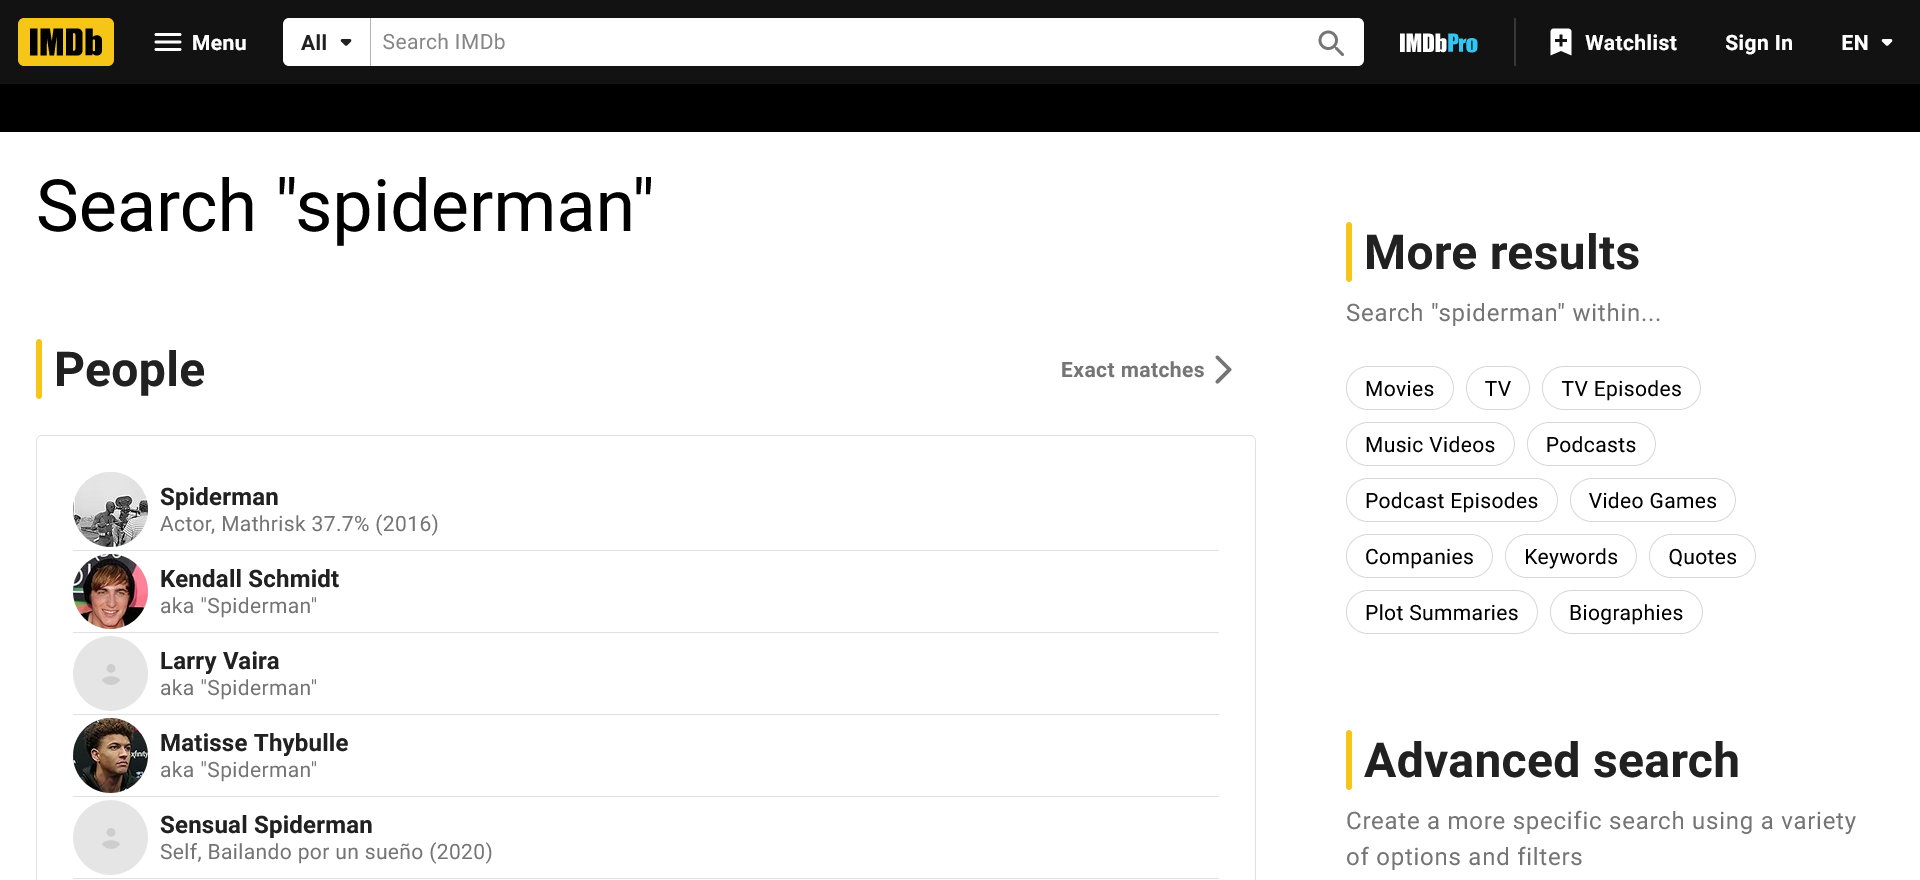 IMDb
Menu
All
Search IMDb
IMDbPro
Watchlist
Sign In
EN
Search "spiderman"
People
Exact matches
Spiderman
Actor, Mathrisk 37.7% (2016)
Kendall Schmidt
aka "Spiderman"
Larry Vaira
aka "Spiderman"
Matisse Thybulle
aka "Spiderman"
Sensual Spiderman
Self, Bailando por un sueño (2020)
More results
Search "spiderman" within...
Movies
TV
TV Episodes
Music Videos
Podcasts
Podcast Episodes
Video Games
Companies
Keywords
Quotes
Plot Summaries
Biographies
Advanced search
Create a more specific search using a variety
of options and filters